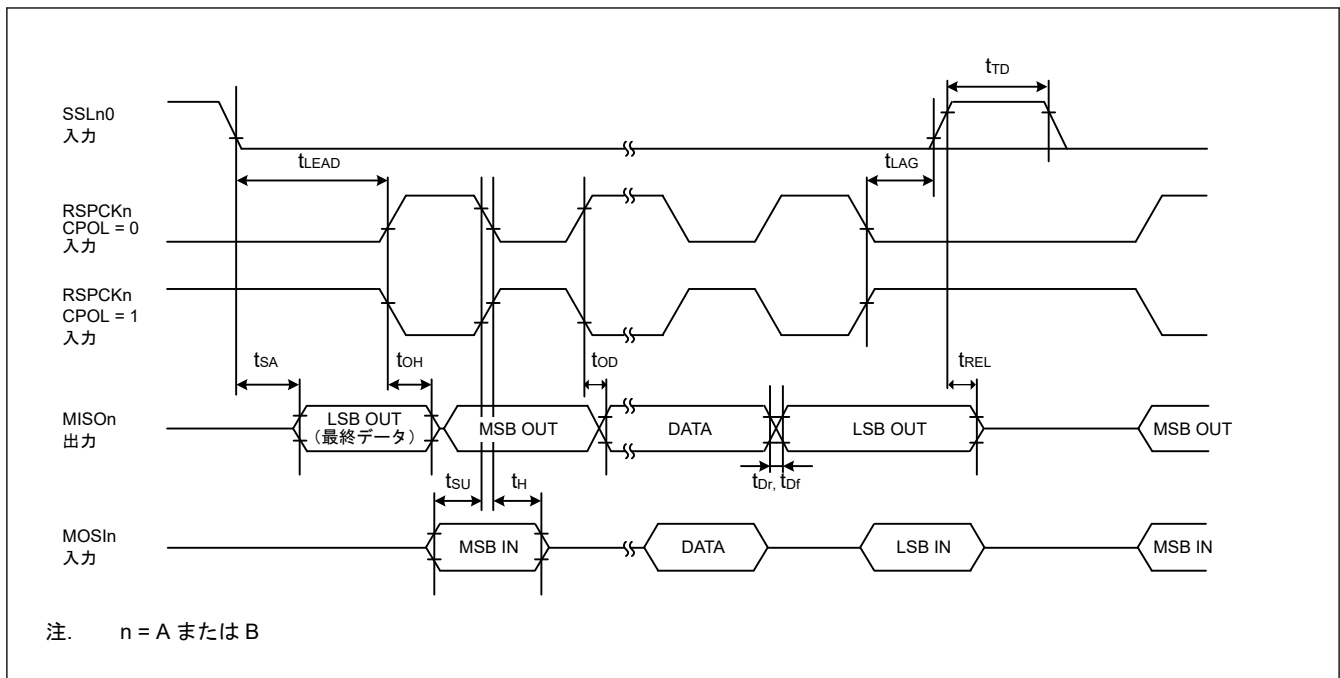 tTD
SSLn0
入力
tLEAD
tLAG
RSPCKn
CPOL = 0
入力
RSPCKn
CPOL = 1
入力
tSA
tOH
tOD
tREL
MISOn
出力
LSB OUT
（最終データ）
MSB OUT
DATA
LSB OUT
MSB OUT
tSU
tH
tDr, tDf
MOSIn
入力
MSB IN
DATA
LSB IN
MSB IN
注. n = A または B